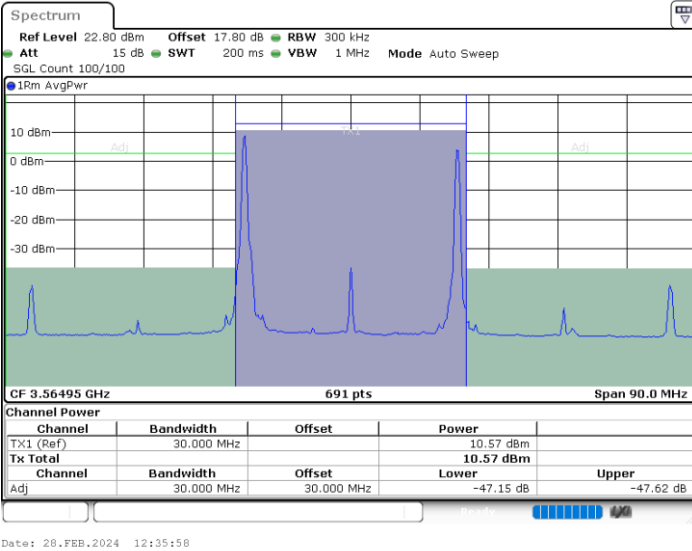 Spectrum
Ref Level 22.80 dBm Offset 17.80 dB RBW 300 kHz
Att 15 dB SWT 200 ms VBW 1 MHz Mode Auto Sweep
SGL Count 100/100
1Rm AvgPwr
TX1
10 dBm
Adj Adj
0 dBm
-10 dBm
-20 dBm
-30 dBm
CF 3.56495 GHz 691 pts Span 90.0 MHz
Channel Power
Channel Bandwidth Offset Power
TX1 (Ref) 30.000 MHz 10.57 dBm
Tx Total 10.57 dBm
Channel Bandwidth Offset Lower Upper
Adj 30.000 MHz 30.000 MHz -47.15 dB -47.62 dB
Ready
Date: 28.FEB.2024 12:35:58